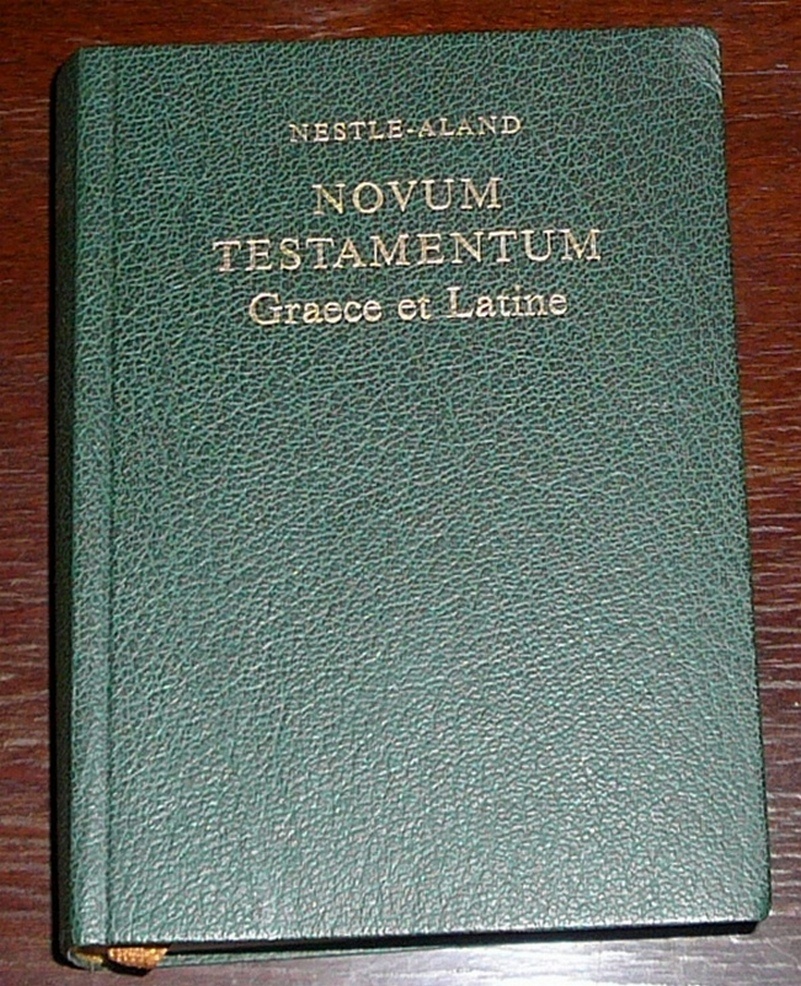 NESTLE-ALAND
NOVUM
TESTAMENTUM
Graece et Latine